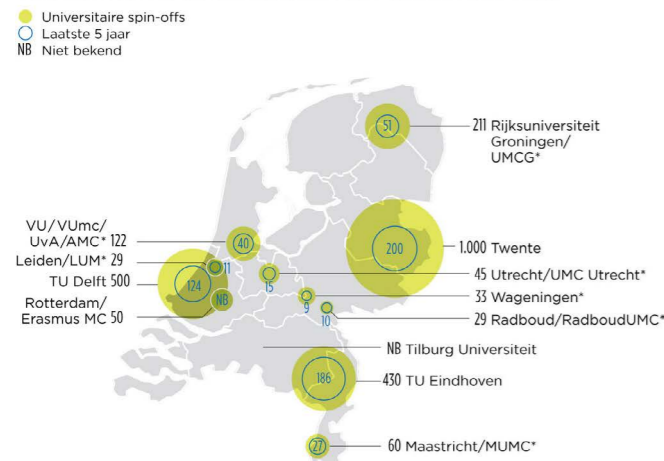 Universitaire spin-offs
Laatste 5 jaar
NB Niet bekend
51
211 Rijksuniversiteit
Groningen/
UMCG*
VU/VUmc/
UvA/AMC* 122
40
200
1.000 Twente
Leiden/LUM* 29
11
TU Delft 500
124
15
45 Utrecht/UMC Utrecht*
Rotterdam/
Erasmus MC 50
NB
9
33 Wageningen*
10
29 Radboud/RadboudUMC*
NB Tilburg Universiteit
186
430 TU Eindhoven
27
60 Maastricht/MUMC*